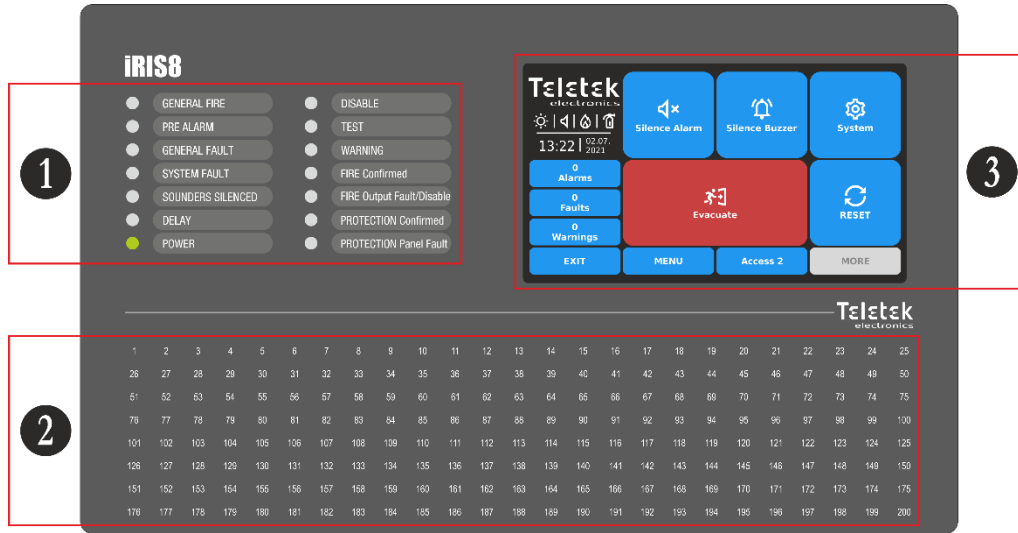 iRIS8
1
GENERAL FIRE
PRE ALARM
GENERAL FAULT
SYSTEM FAULT
SOUNDERS SILENCED
DELAY
POWER
DISABLE
TEST
WARNING
FIRE Confirmed
FIRE Output Fault/Disable
PROTECTION Confirmed
PROTECTION Panel Fault
3
Teletek
electronics
13:22 02.07.
2021
Silence Alarm
Silence Buzzer
System
0
Alarms
0
Faults
0
Warnings
Evacuate
RESET
EXIT MENU Access 2 MORE
Teletek
electronics
2
1 2 3 4 5 6 7 8 9 10 11 12 13 14 15 16 17 18 19 20 21 22 23 24 25
26 27 28 29 30 31 32 33 34 35 36 37 38 39 40 41 42 43 44 45 46 47 48 49 50
51 52 53 54 55 56 57 58 59 60 61 62 63 64 65 66 67 68 69 70 71 72 73 74 75
76 77 78 79 80 81 82 83 84 85 86 87 88 89 90 91 92 93 94 95 96 97 98 99 100
101 102 103 104 105 106 107 108 109 110 111 112 113 114 115 116 117 118 119 120 121 122 123 124 125
126 127 128 129 130 131 132 133 134 135 136 137 138 139 140 141 142 143 144 145 146 147 148 149 150
151 152 153 154 155 156 157 158 159 160 161 162 163 164 165 166 167 168 169 170 171 172 173 174 175
176 177 178 179 180 181 182 183 184 185 186 187 188 189 190 191 192 193 194 195 196 197 198 199 200